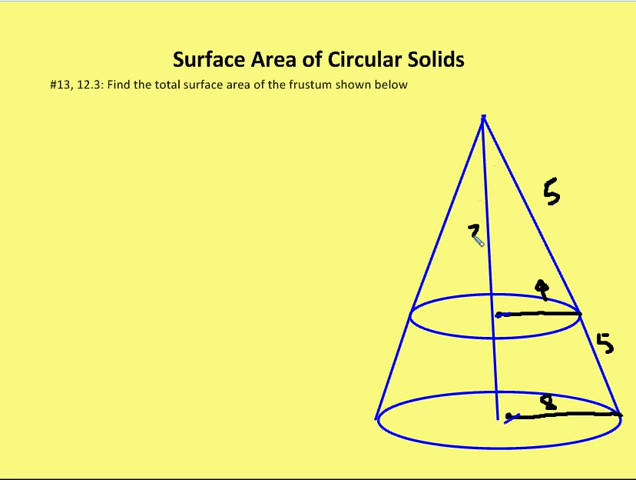 Surface Area of Circular Solids
#13, 12.3: Find the total surface area of the frustum shown below
5
4
5
8